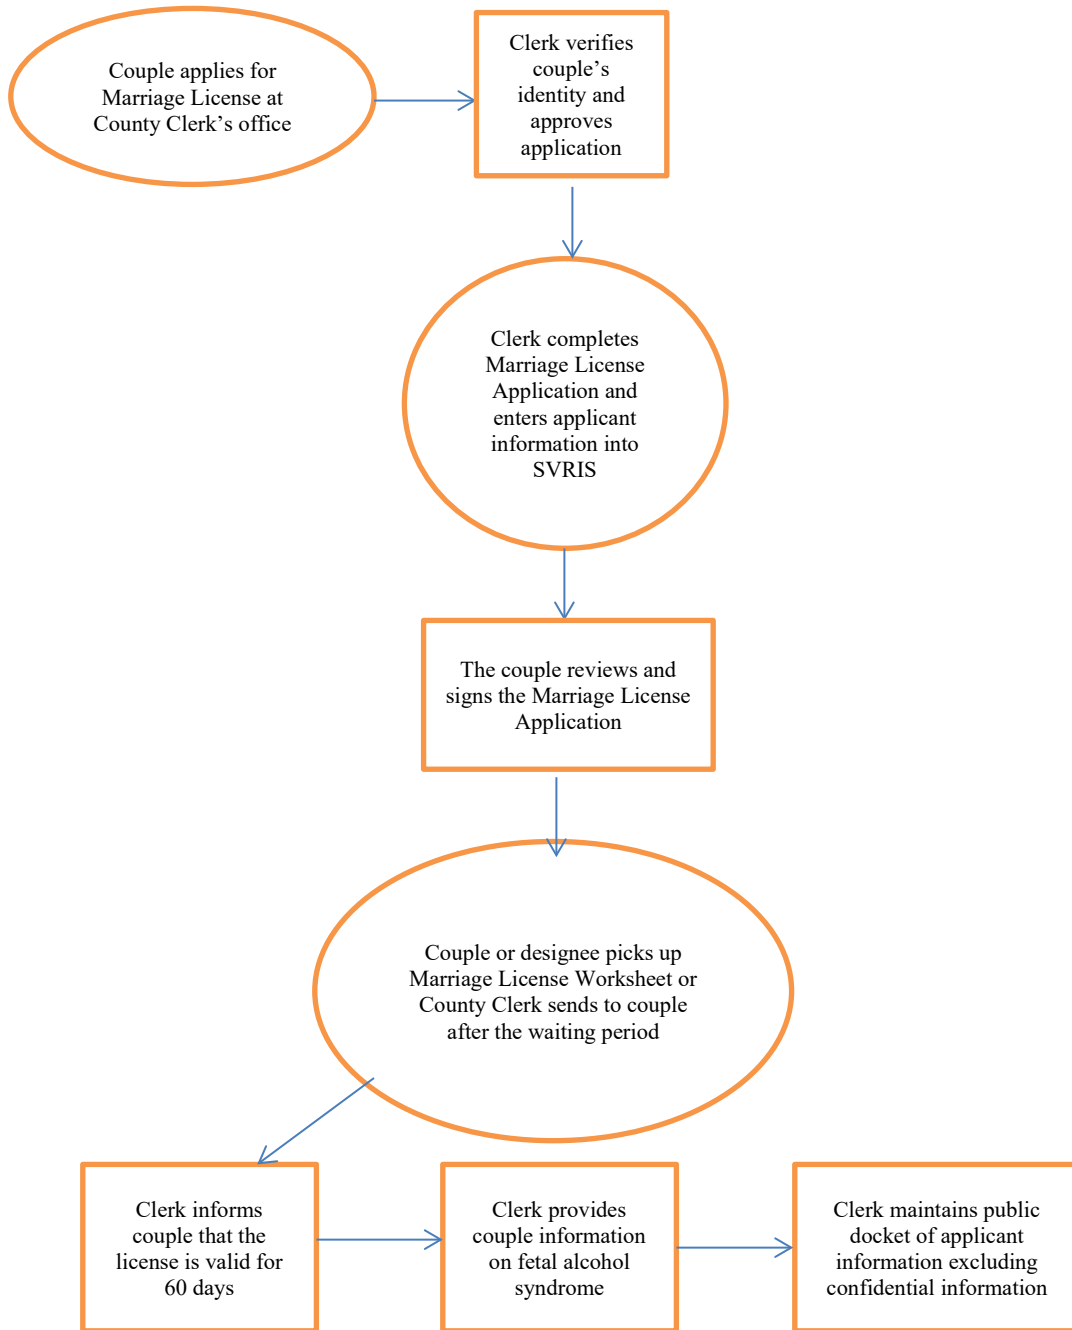 Couple applies for
Marriage License at
County Clerk’s office
Clerk verifies
couple’s
identity and
approves
application
Clerk completes
Marriage License
Application and
enters applicant
information into
SVRIS
The couple reviews and
signs the Marriage License
Application
Couple or designee picks up
Marriage License Worksheet or
County Clerk sends to couple
after the waiting period
Clerk informs
couple that the
license is valid for
60 days
Clerk provides
couple information
on fetal alcohol
syndrome
Clerk maintains public
docket of applicant
information excluding
confidential information